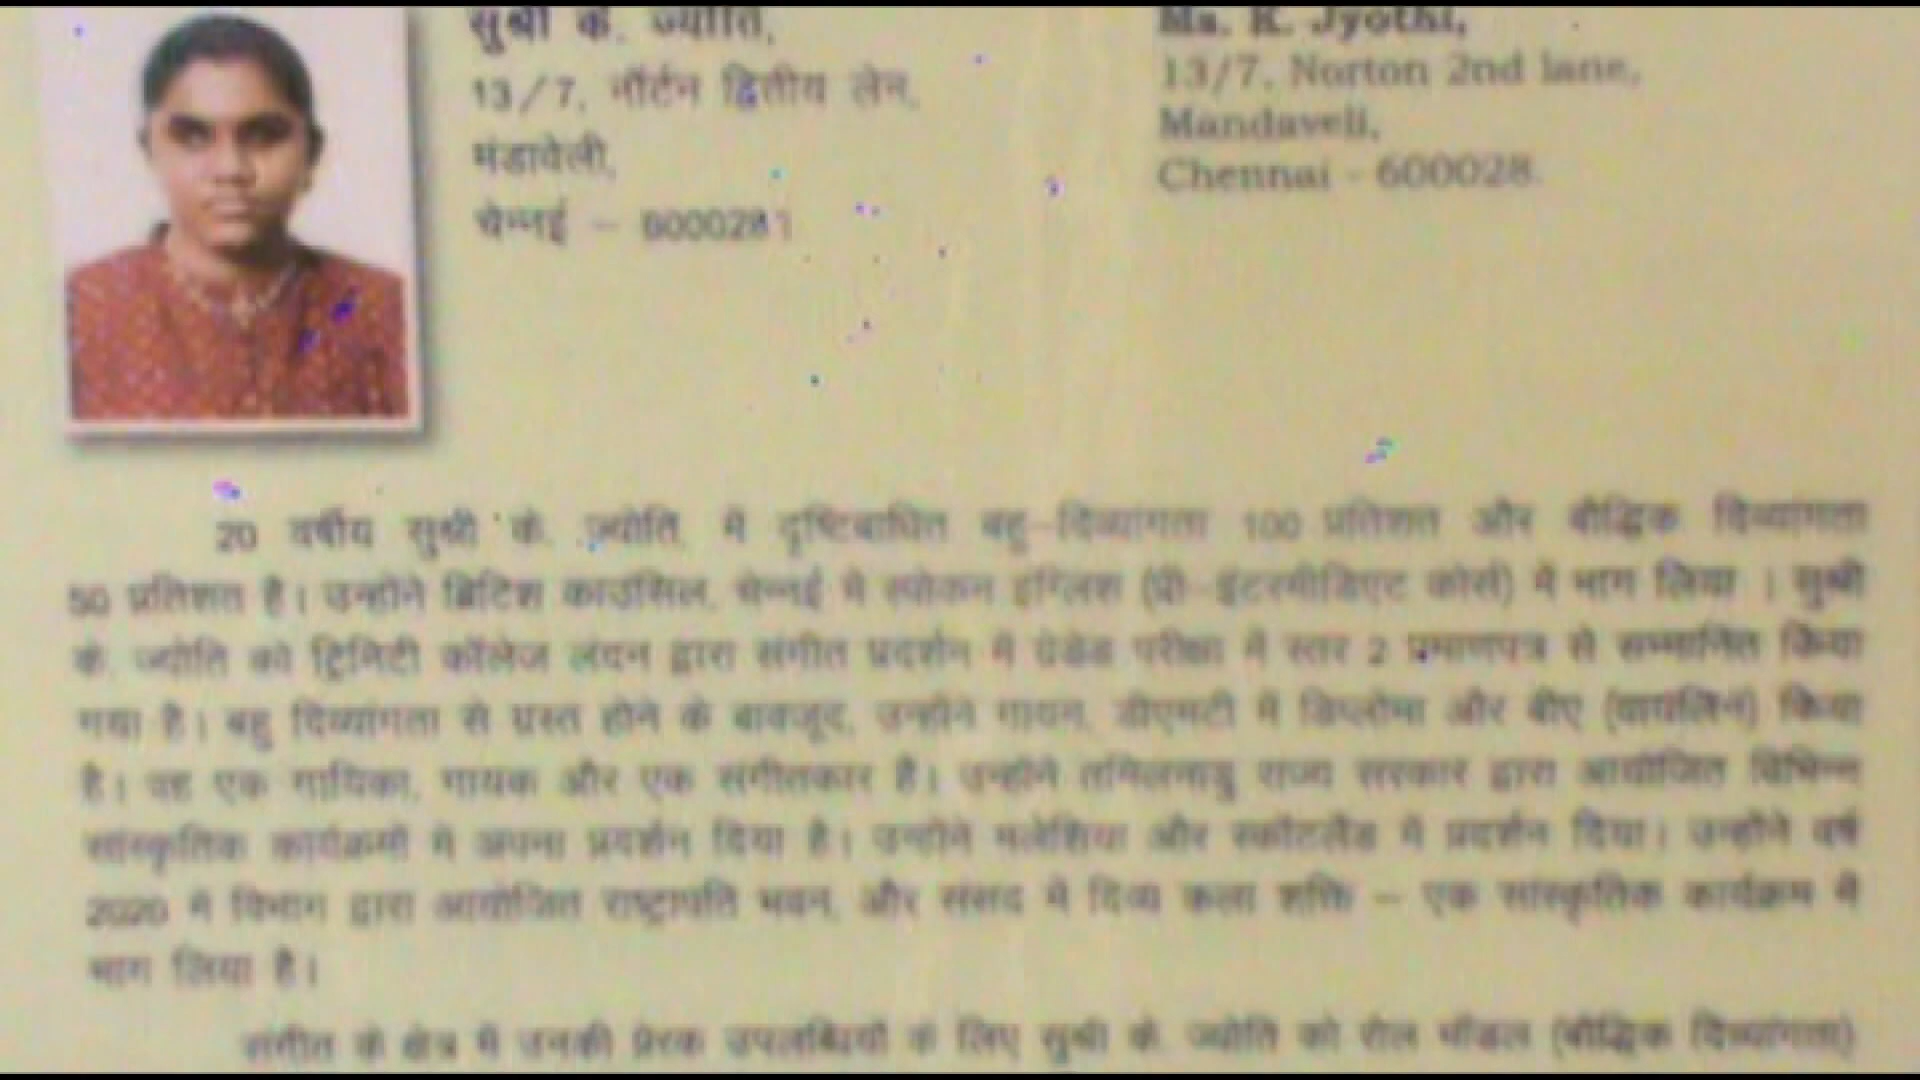 सुश्री के. ज्योति,
13/7, नॉर्टन द्वितीय लेन,
मंडावेली,
चेन्नई – 6000281
Ms. K. Jyothi,
13/7, Norton 2nd lane,
Mandaveli,
Chennai - 600028.
20 वर्षीय सुश्री के. ज्योति, में दृष्टिबाधित बहु–दिव्यांगता 100 प्रतिशत और बौद्धिक दिव्यांगता
50 प्रतिशत है। उन्होंने ब्रिटिश काउंसिल, चेन्नई में स्पोकन इंग्लिश (प्री–इंटरमीडिएट कोर्स) में भाग लिया । सुश्री
के. ज्योति को ट्रिनिटी कॉलेज लंदन द्वारा संगीत प्रदर्शन में ग्रेडेड परीक्षा में स्तर 2 प्रमाणपत्र से सम्मानित किया
गया है। बहु दिव्यांगता से ग्रस्त होने के बावजूद, उन्होंने गायन, डीएमटी में डिप्लोमा और बीए (वायलिन) किया
है। वह एक गायिका, गायक और एक संगीतकार है। उन्होंने तमिलनाडु राज्य सरकार द्वारा आयोजित विभिन्न
सांस्कृतिक कार्यक्रमों में अपना प्रदर्शन दिया है। उन्होंने मलेशिया और स्कॉटलैंड में प्रदर्शन दिया। उन्होंने वर्ष
2020 में विभाग द्वारा आयोजित राष्ट्रापति भवन, और संसद में दिव्य कला शक्ति – एक सांस्कृतिक कार्यक्रम में
भाग लिया है।
संगीत के क्षेत्र में उनकी प्रेरक उपलब्धियों के लिए सुश्री के. ज्योति को रोल मॉडल (बौद्धिक दिव्यांगता)